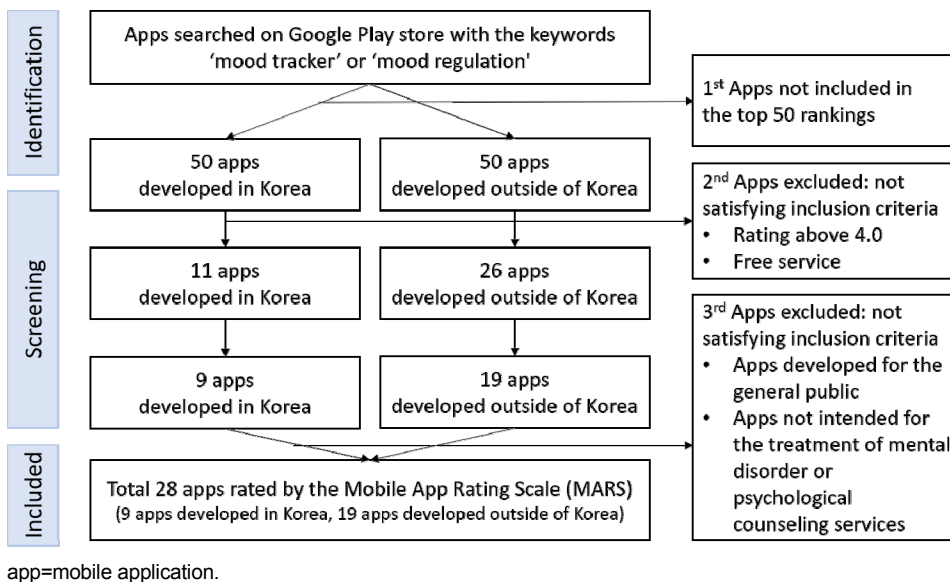 Identification
Apps searched on Google Play store with the keywords
‘mood tracker’ or ‘mood regulation'
1st Apps not included in
the top 50 rankings
50 apps
developed in Korea
50 apps
developed outside of Korea
Screening
2nd Apps excluded: not
satisfying inclusion criteria
• Rating above 4.0
• Free service
11 apps
developed in Korea
26 apps
developed outside of Korea
3rd Apps excluded: not
satisfying inclusion criteria
• Apps developed for the
general public
• Apps not intended for
the treatment of mental
disorder or
psychological
counseling services
9 apps
developed in Korea
19 apps
developed outside of Korea
Included
Total 28 apps rated by the Mobile App Rating Scale (MARS)
(9 apps developed in Korea, 19 apps developed outside of Korea)
app=mobile application.